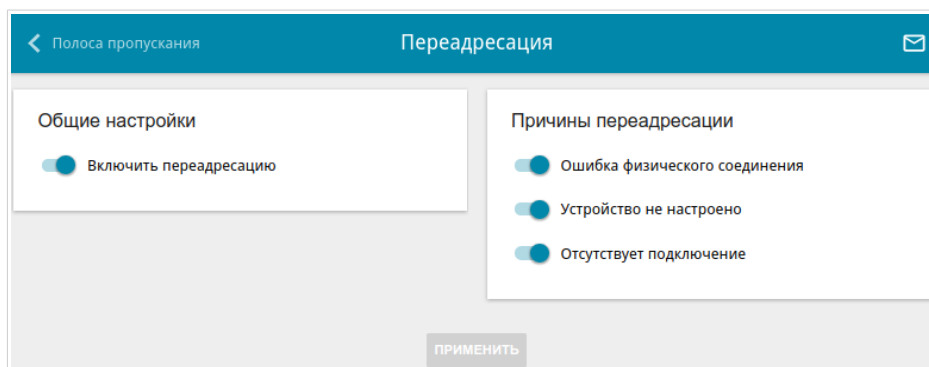 Полоса пропускания
Переадресация
Общие настройки
Включить переадресацию
Причины переадресации
Ошибка физического соединения
Устройство не настроено
Отсутствует подключение
ПРИМЕНИТЬ